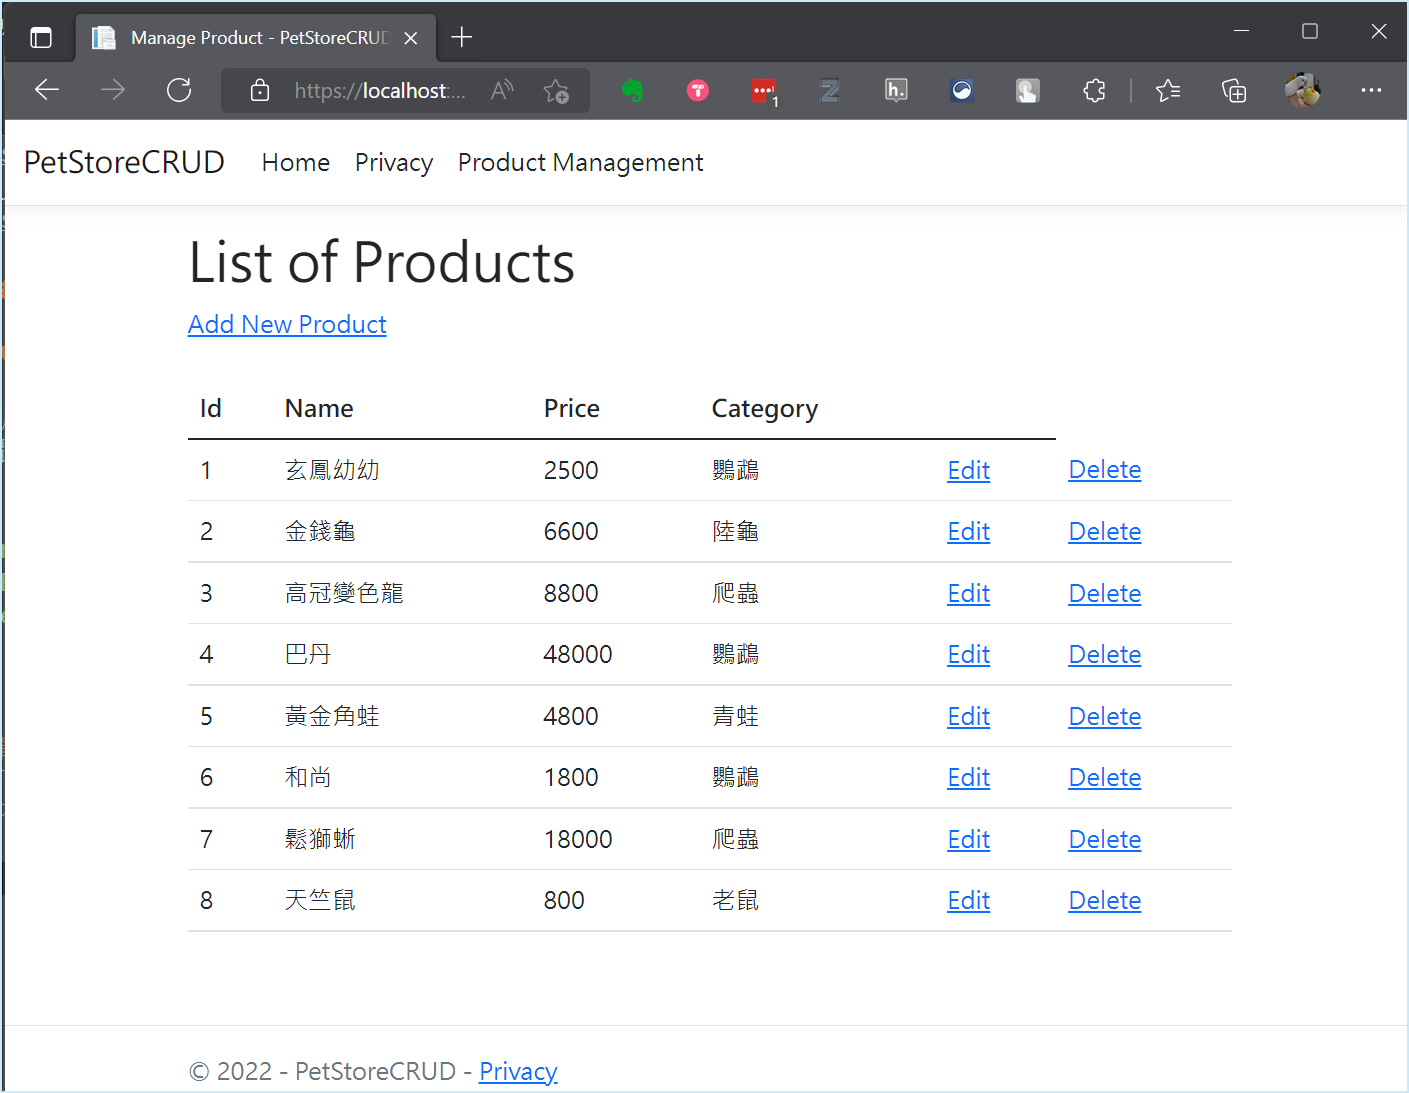 Manage Product - PetStoreCRUD
https://localhost:...
1
PetStoreCRUD Home Privacy Product Management
List of Products
Add New Product
Id Name Price Category
1 玄鳳幼幼 2500 鸚鵡 Edit Delete
2 金錢龜 6600 陸龜 Edit Delete
3 高冠變色龍 8800 爬蟲 Edit Delete
4 巴丹 48000 鸚鵡 Edit Delete
5 黃金角蛙 4800 青蛙 Edit Delete
6 和尚 1800 鸚鵡 Edit Delete
7 鬆獅蜥 18000 爬蟲 Edit Delete
8 天竺鼠 800 老鼠 Edit Delete
© 2022 - PetStoreCRUD - Privacy